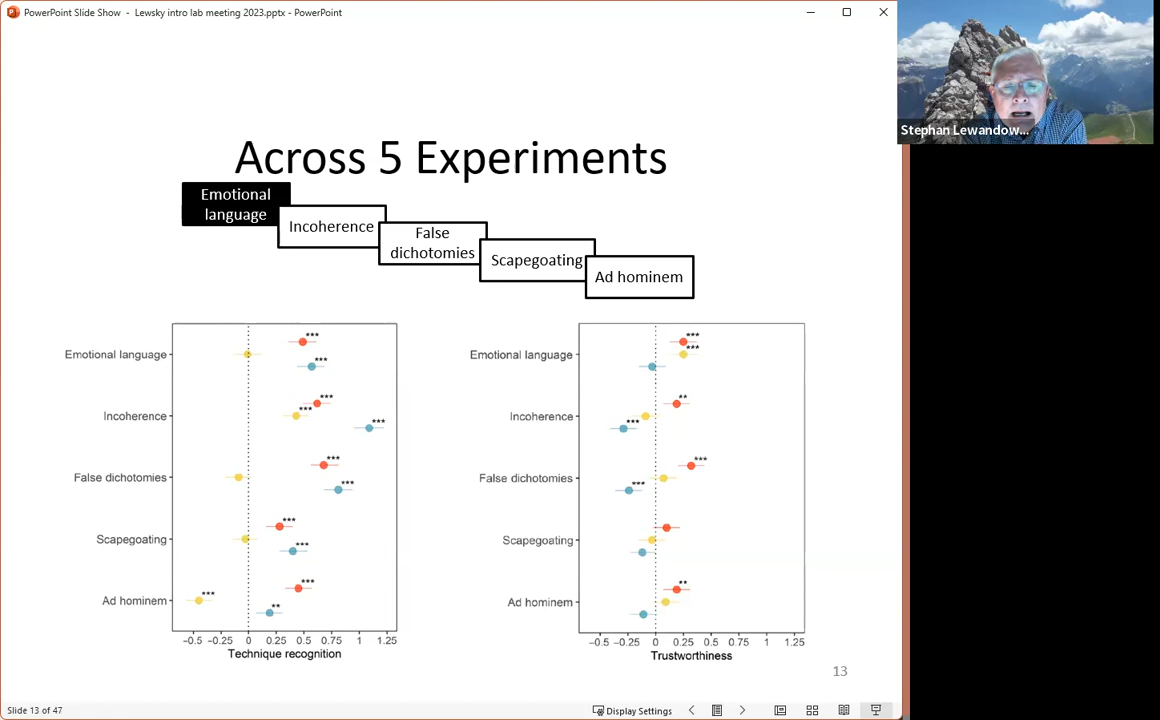 PowerPoint Slide Show - Lewsky intro lab meeting 2023.pptx - PowerPoint
Stephan Lewandow...
Across 5 Experiments
Emotional
language
Incoherence
False
dichotomies
Scapegoating
Ad hominem
Emotional language
Incoherence
False dichotomies
Scapegoating
Ad hominem
*** 
***
***
***
***
***
***
***
***
***
***
**
−0.5 −0.25 0 0.25 0.5 0.75 1 1.25
Technique recognition
Emotional language
Incoherence
False dichotomies
Scapegoating
Ad hominem
***
***
**
***
***
***
**
−0.5 −0.25 0 0.25 0.5 0.75 1 1.25
Trustworthiness
13
Slide 13 of 47
Display Settings